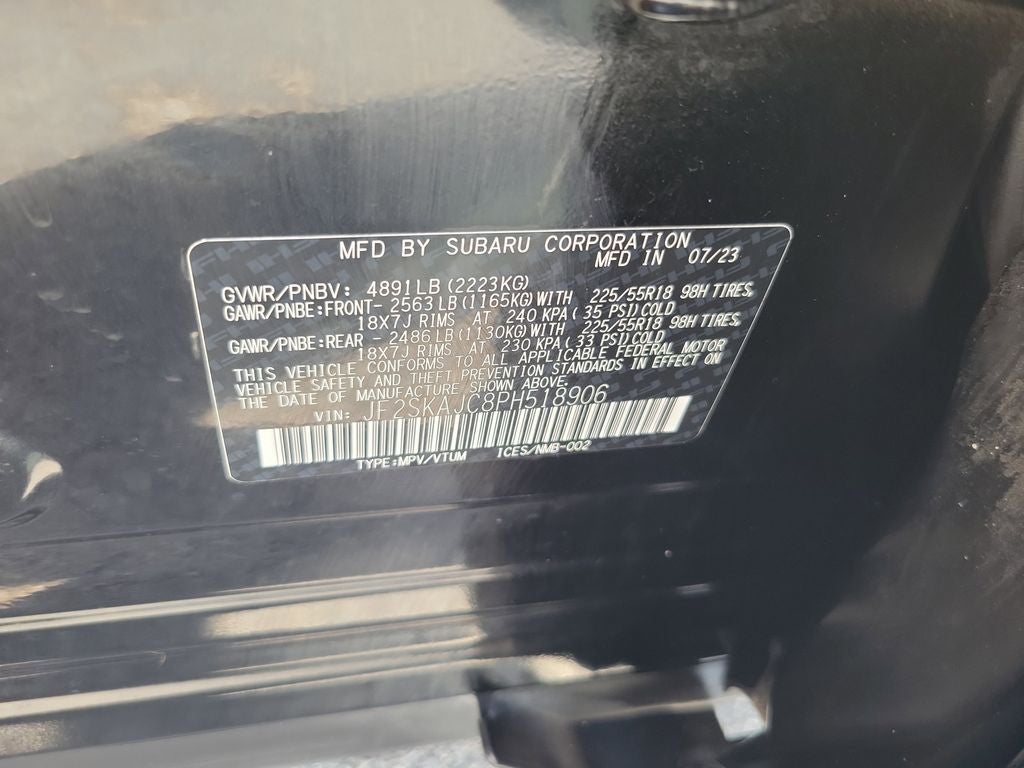 MFD BY SUBARU CORPORATION
MFD IN 07/23
GVWR/PNBV: 4891LB(2223KG)
GAWR/PNBE:FRONT- 2563LB(1165KG)WITH 225/55R18 98H TIRES,
18X7J RIMS AT 240 KPA(35 PSI)COLD
GAWR/PNBE:REAR - 2486LB(1130KG)WITH 225/55R18 98H TIRES,
18X7J RIMS AT 230 KPA(33 PSI)COLD
THIS VEHICLE CONFORMS TO ALL APPLICABLE FEDERAL MOTOR
VEHICLE SAFETY AND THEFT PREVENTION STANDARDS IN EFFECT ON
THE DATE OF MANUFACTURE SHOWN ABOVE.
VIN: JF2SKAJC8PH518906
TYPE:MPV/VTUM ICES/NMB-002